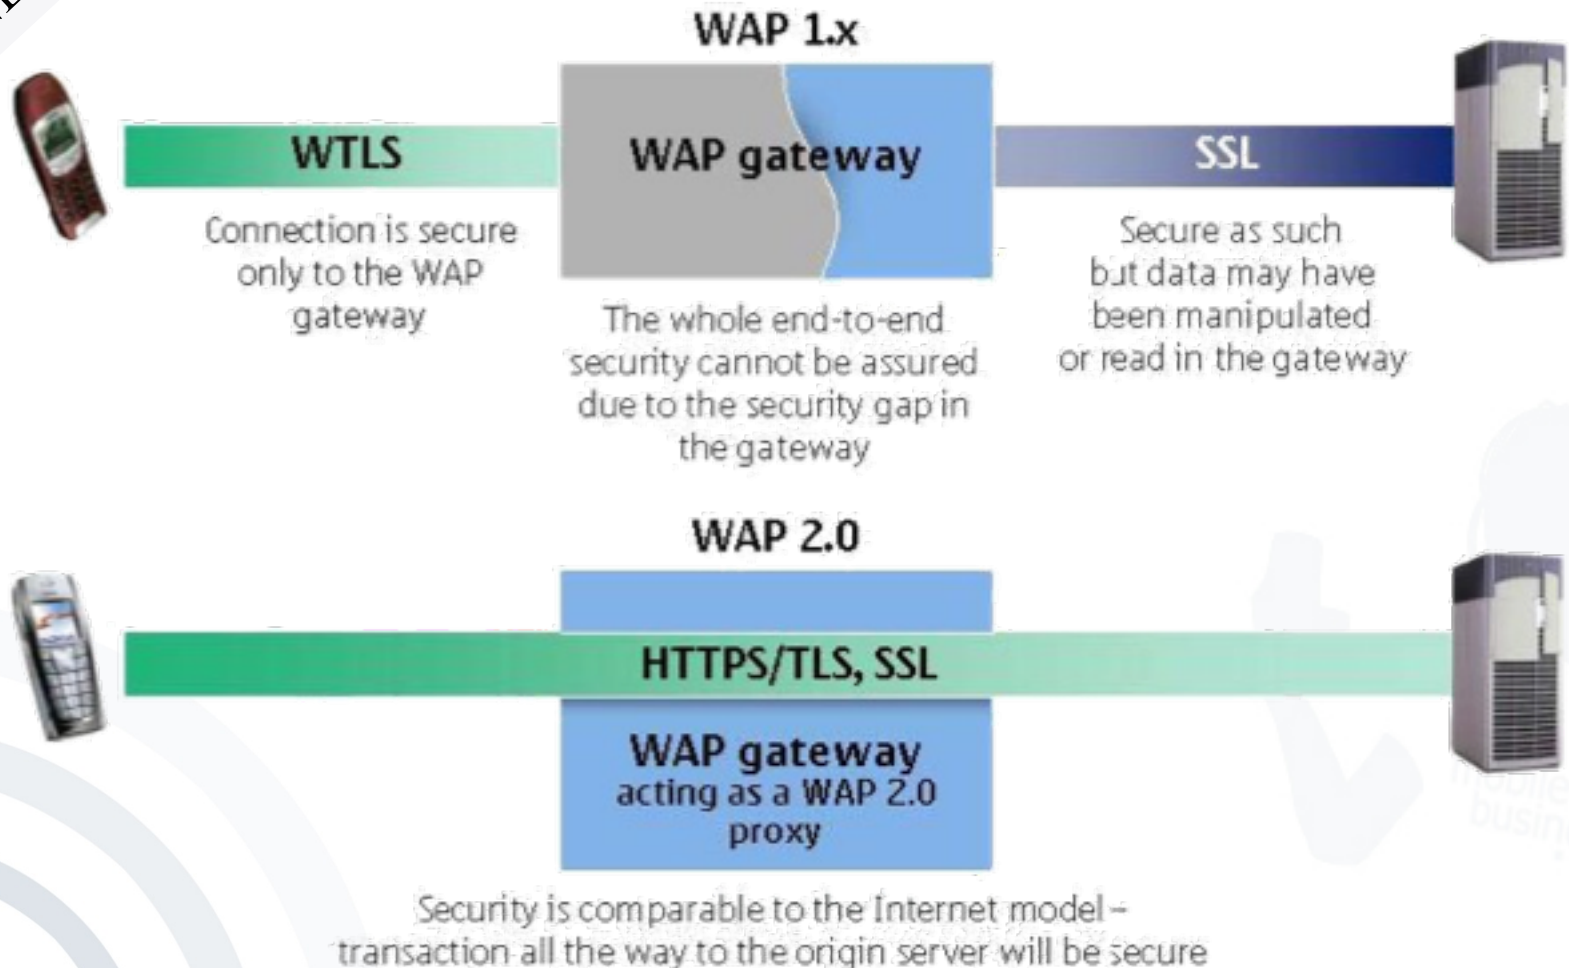 WAP 1.x
WTLS
WAP gateway
SSL
Connection is secure
only to the WAP
gateway
The whole end-to-end
security cannot be assured
due to the security gap in
the gateway
Secure as such
but data may have
been manipulated
or read in the gateway
WAP 2.0
HTTPS/TLS, SSL
WAP gateway
acting as a WAP 2.0
proxy
mobile
busin
Security is comparable to the Internet model –
transaction all the way to the origin server will be secure